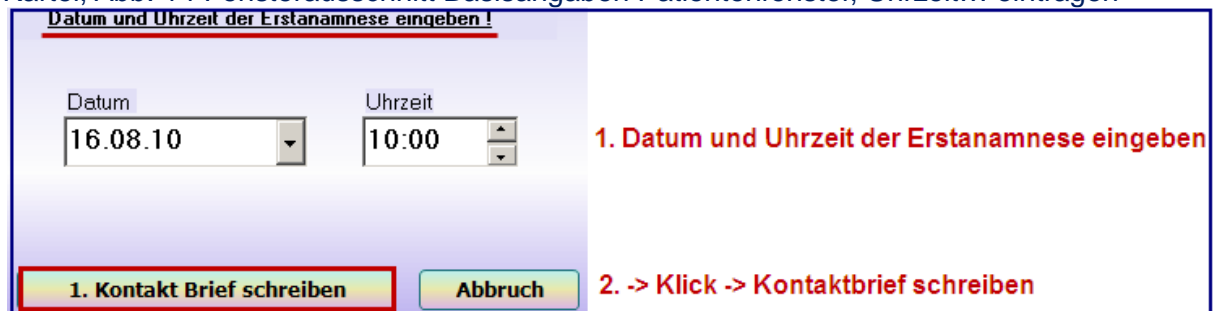 Datum und Uhrzeit der Erstanamnese eingeben !
Datum
Uhrzeit
16.08.10
10:00
1. Datum und Uhrzeit der Erstanamnese eingeben
1. Kontakt Brief schreiben
Abbruch
2. -> Klick -> Kontaktbrief schreiben